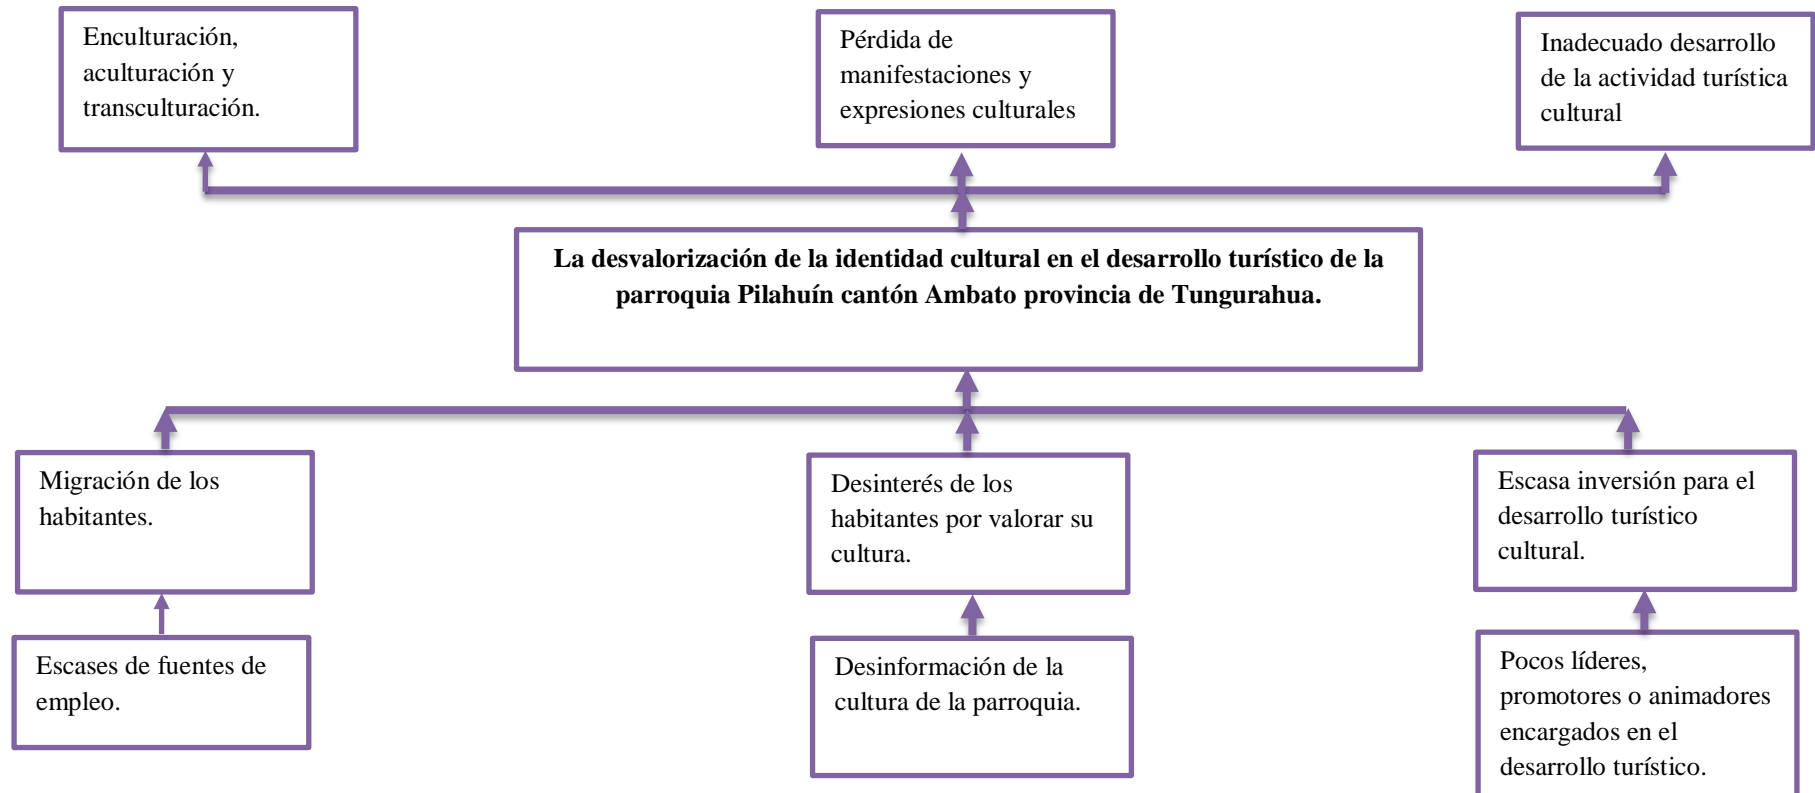 Enculturación,
aculturación y
transculturación.
Pérdida de
manifestaciones y
expresiones culturales
Inadecuado desarrollo
de la actividad turística
cultural
La desvalorización de la identidad cultural en el desarrollo turístico de la
parroquia Pilahuín cantón Ambato provincia de Tungurahua.
Migración de los
habitantes.
Desinterés de los
habitantes por valorar su
cultura.
Escasa inversión para el
desarrollo turístico
cultural.
Escases de fuentes de
empleo.
Desinformación de la
cultura de la parroquia.
Pocos líderes,
promotores o animadores
encargados en el
desarrollo turístico.